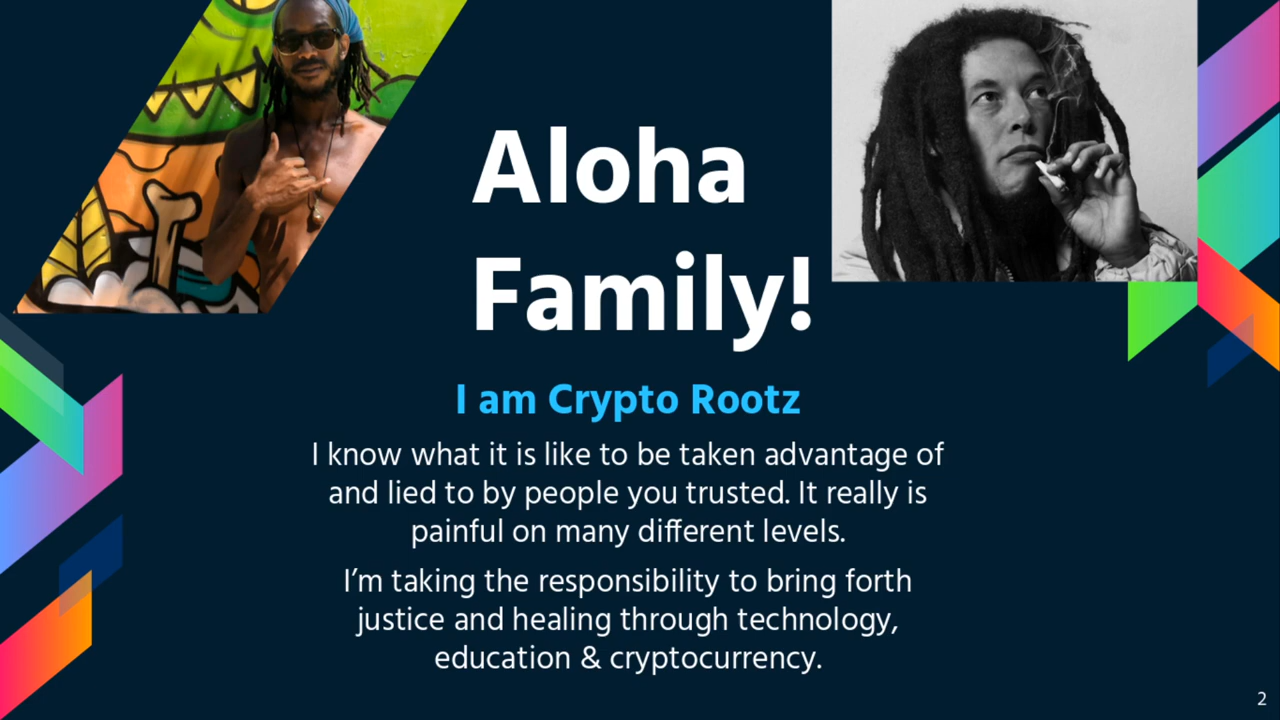 Aloha
Family!
I am Crypto Rootz
I know what it is like to be taken advantage of
and lied to by people you trusted. It really is
painful on many different levels.
I’m taking the responsibility to bring forth
justice and healing through technology,
education & cryptocurrency.
2